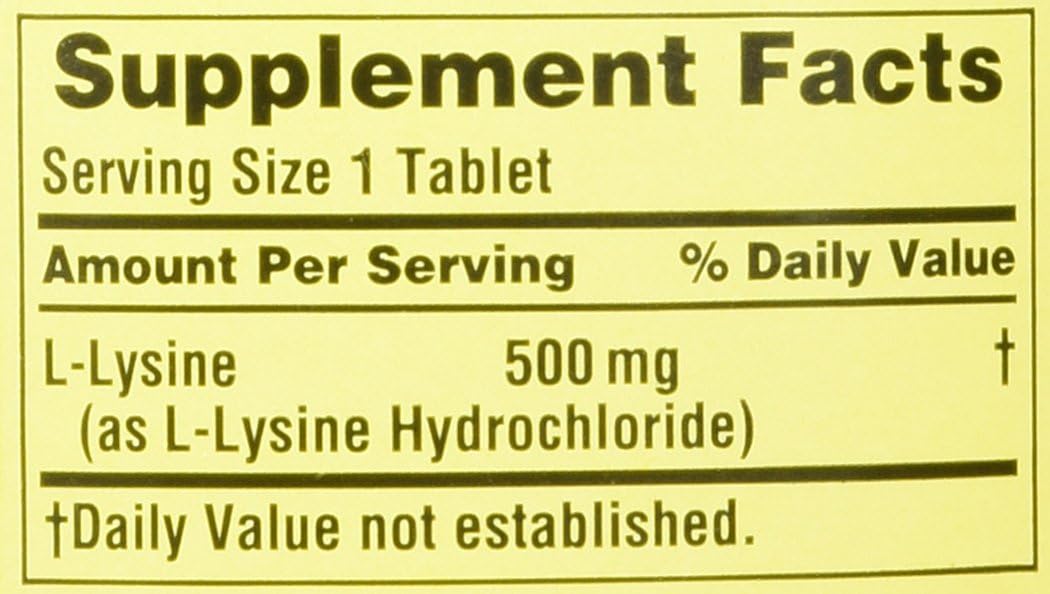 Supplement Facts
Serving Size 1 Tablet
Amount Per Serving % Daily Value
L-Lysine 500 mg †
(as L-Lysine Hydrochloride)
†Daily Value not established.